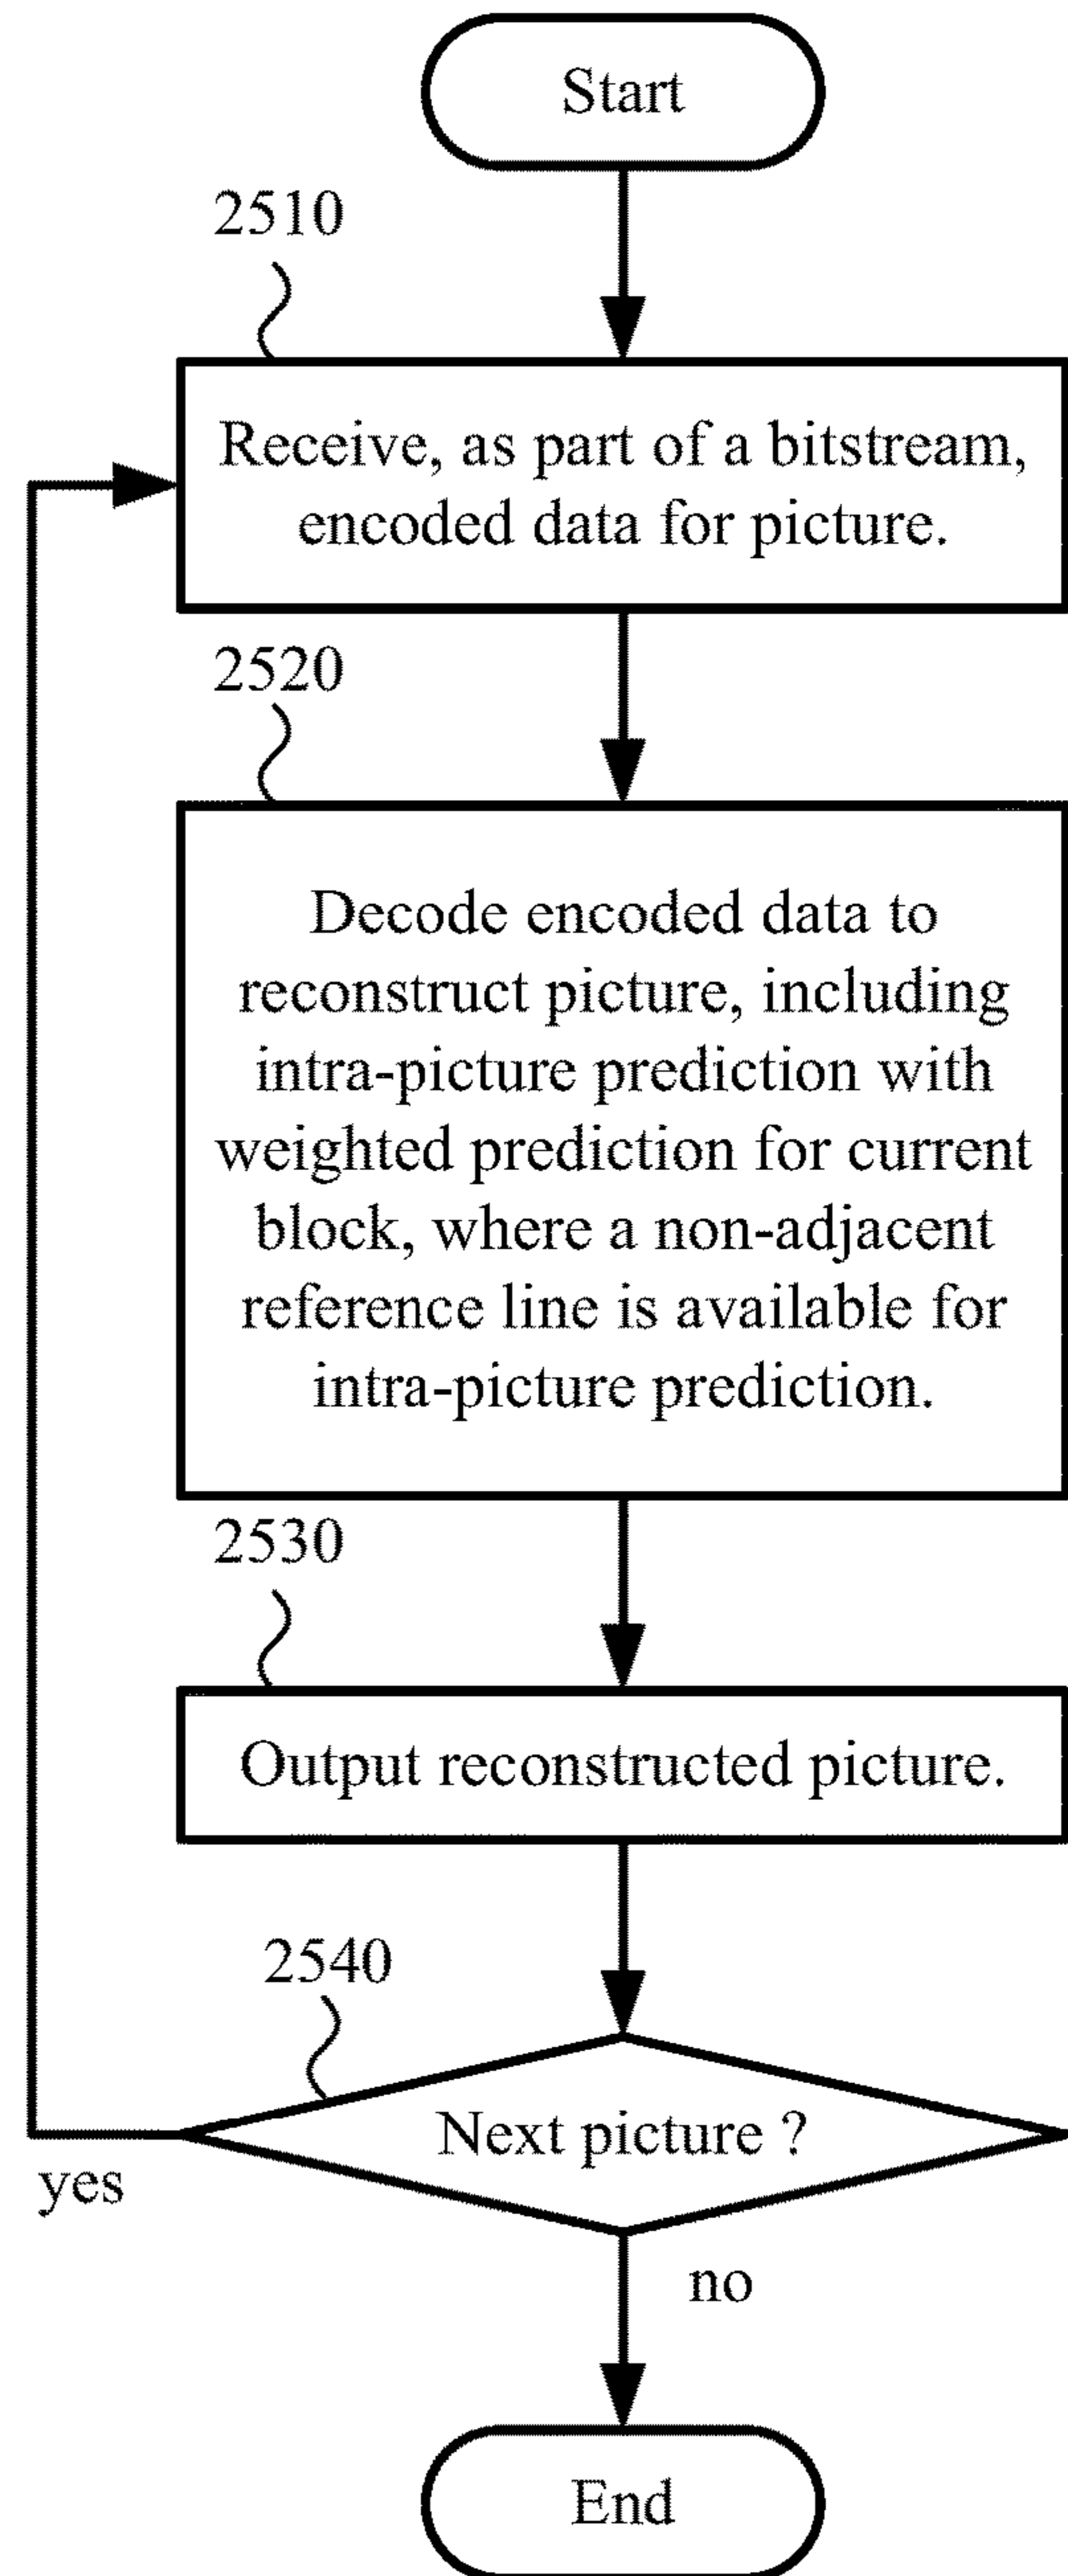 Start
2510
Receive, as part of a bitstream,
encoded data for picture.
2520
Decode encoded data to
reconstruct picture, including
intra-picture prediction with
weighted prediction for current
block, where a non-adjacent
reference line is available for
intra-picture prediction.
2530
Output reconstructed picture.
2540
Next picture ?
yes
no
End